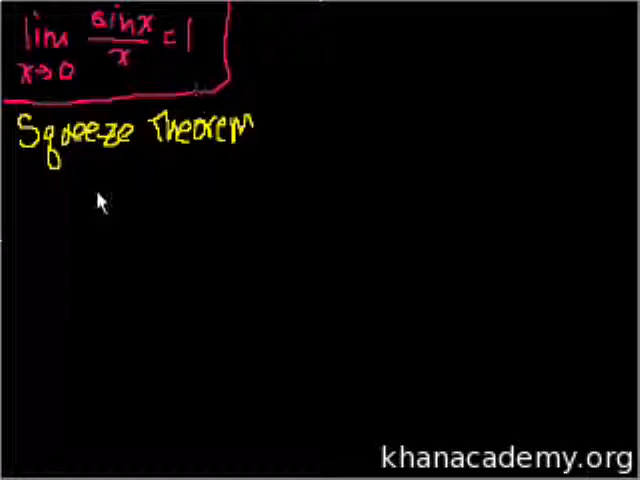 lim sinx/x = 1
x→0
Squeeze Theorem
khanacademy.org